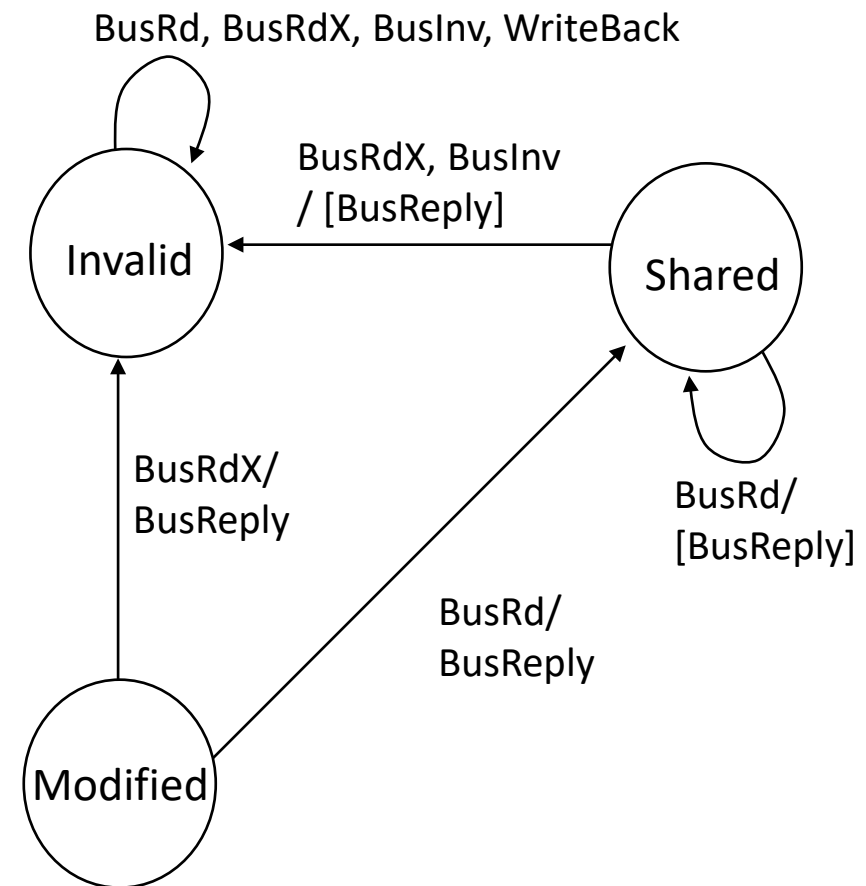 BusRd, BusRdX, BusInv, WriteBack
BusRdX, BusInv
/ [BusReply]
Invalid
Shared
BusRdX/
BusReply
BusRd/
[BusReply]
BusRd/
BusReply
Modified